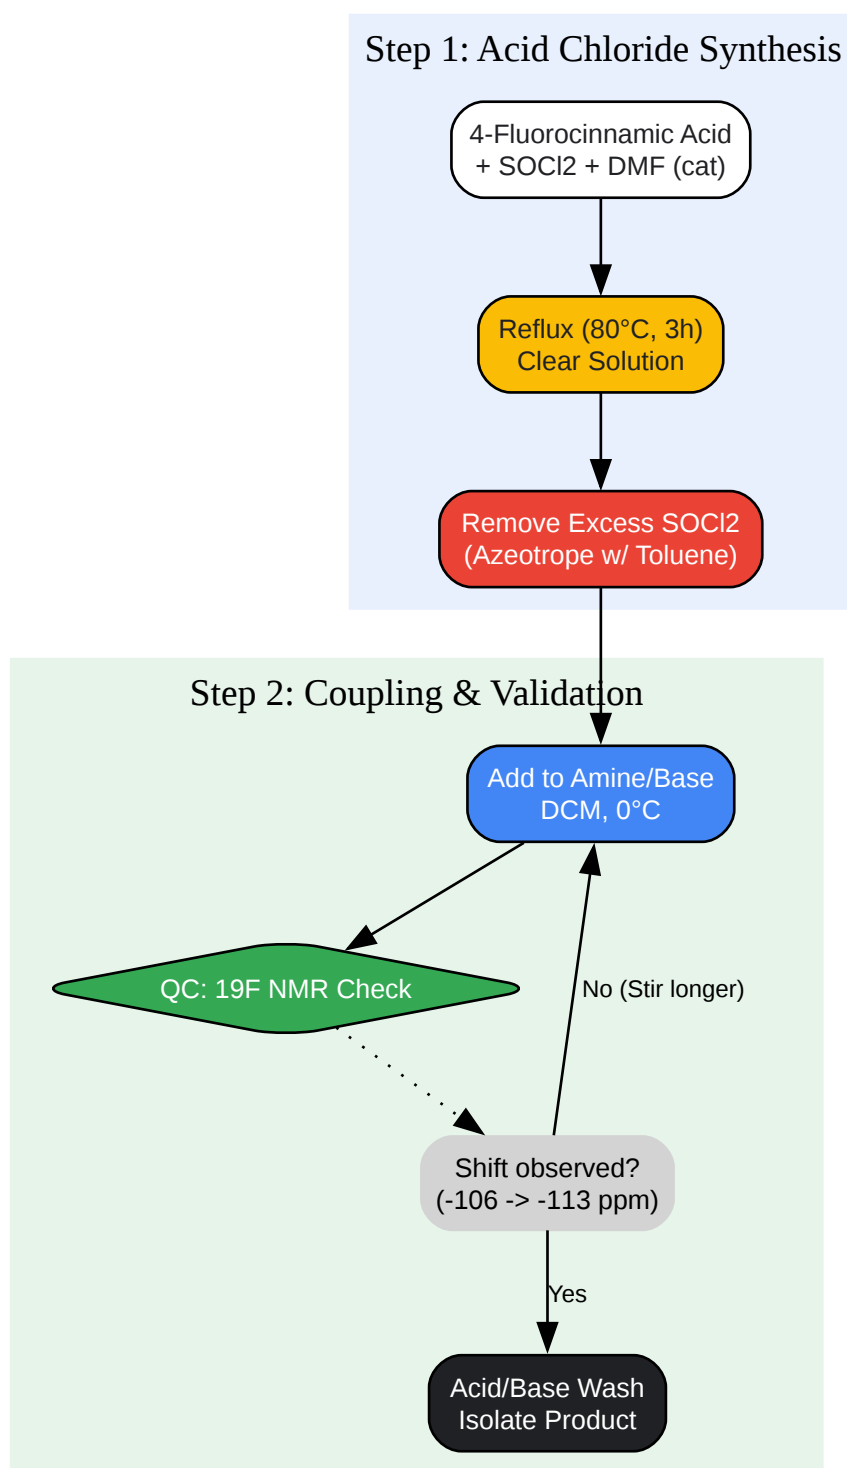 Step 1: Acid Chloride Synthesis
4-Fluorocinnamic Acid
+ SOCl2 + DMF (cat)
Reflux (80°C, 3h)
Clear Solution
Remove Excess SOCl2
(Azeotrope w/ Toluene)
Step 2: Coupling & Validation
Add to Amine/Base
DCM, 0°C
QC: 19F NMR Check
No (Stir longer)
Shift observed?
(-106 -> -113 ppm)
Yes
Acid/Base Wash
Isolate Product